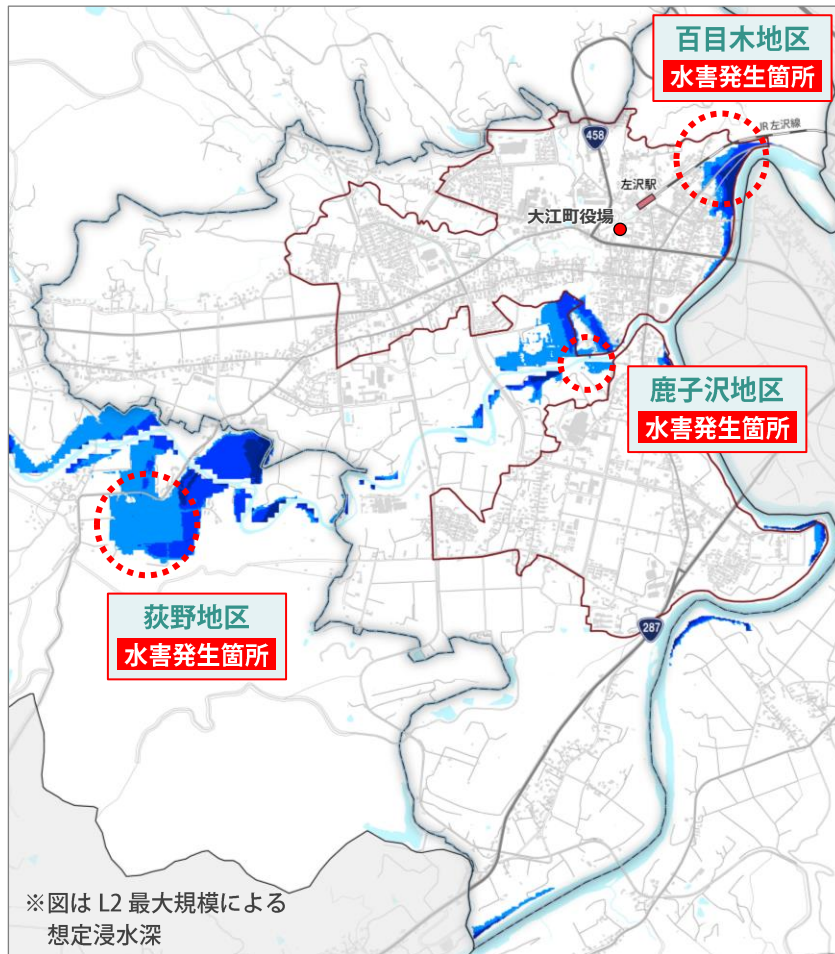 百目木地区
水害発生箇所
458
JR左沢線
左沢駅
大江町役場
鹿子沢地区
水害発生箇所
荻野地区
水害発生箇所
287
※図は L2 最大規模による
想定浸水深